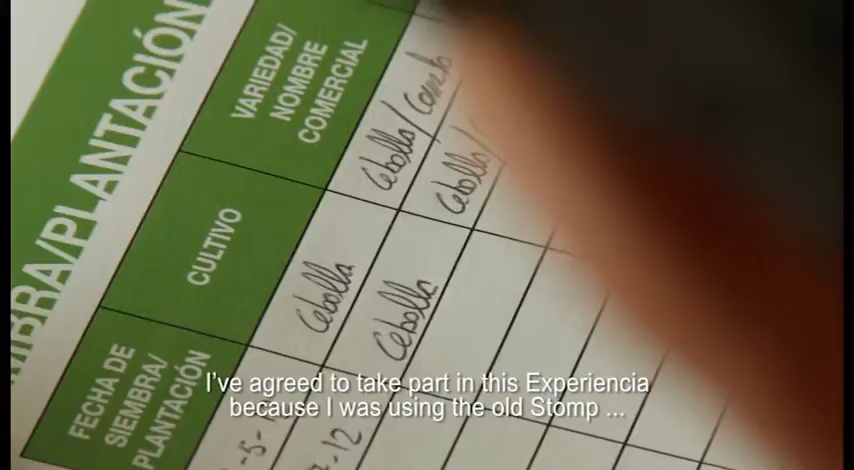 SIEMBRA/PLANTACIÓN
FECHA DE
SIEMBRA/
PLANTACIÓN
CULTIVO
VARIEDAD/
NOMBRE
COMERCIAL
Cebolla
Cebolla/
Cebolla
Cebolla/
I've agreed to take part in this Experiencia
because I was using the old Stomp ...